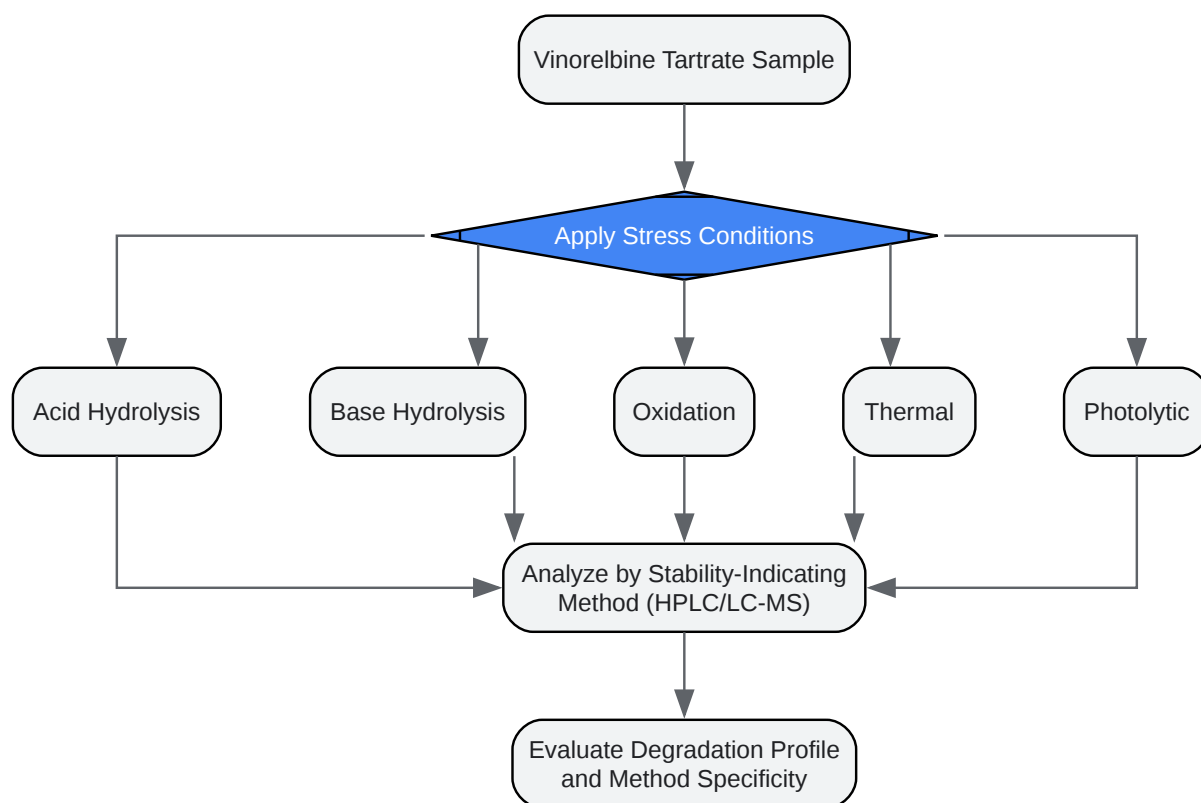 Vinorelbine Tartrate Sample
Apply Stress Conditions
Acid Hydrolysis
Base Hydrolysis
Oxidation
Thermal
Photolytic
Analyze by Stability-Indicating
Method (HPLC/LC-MS)
Evaluate Degradation Profile
and Method Specificity